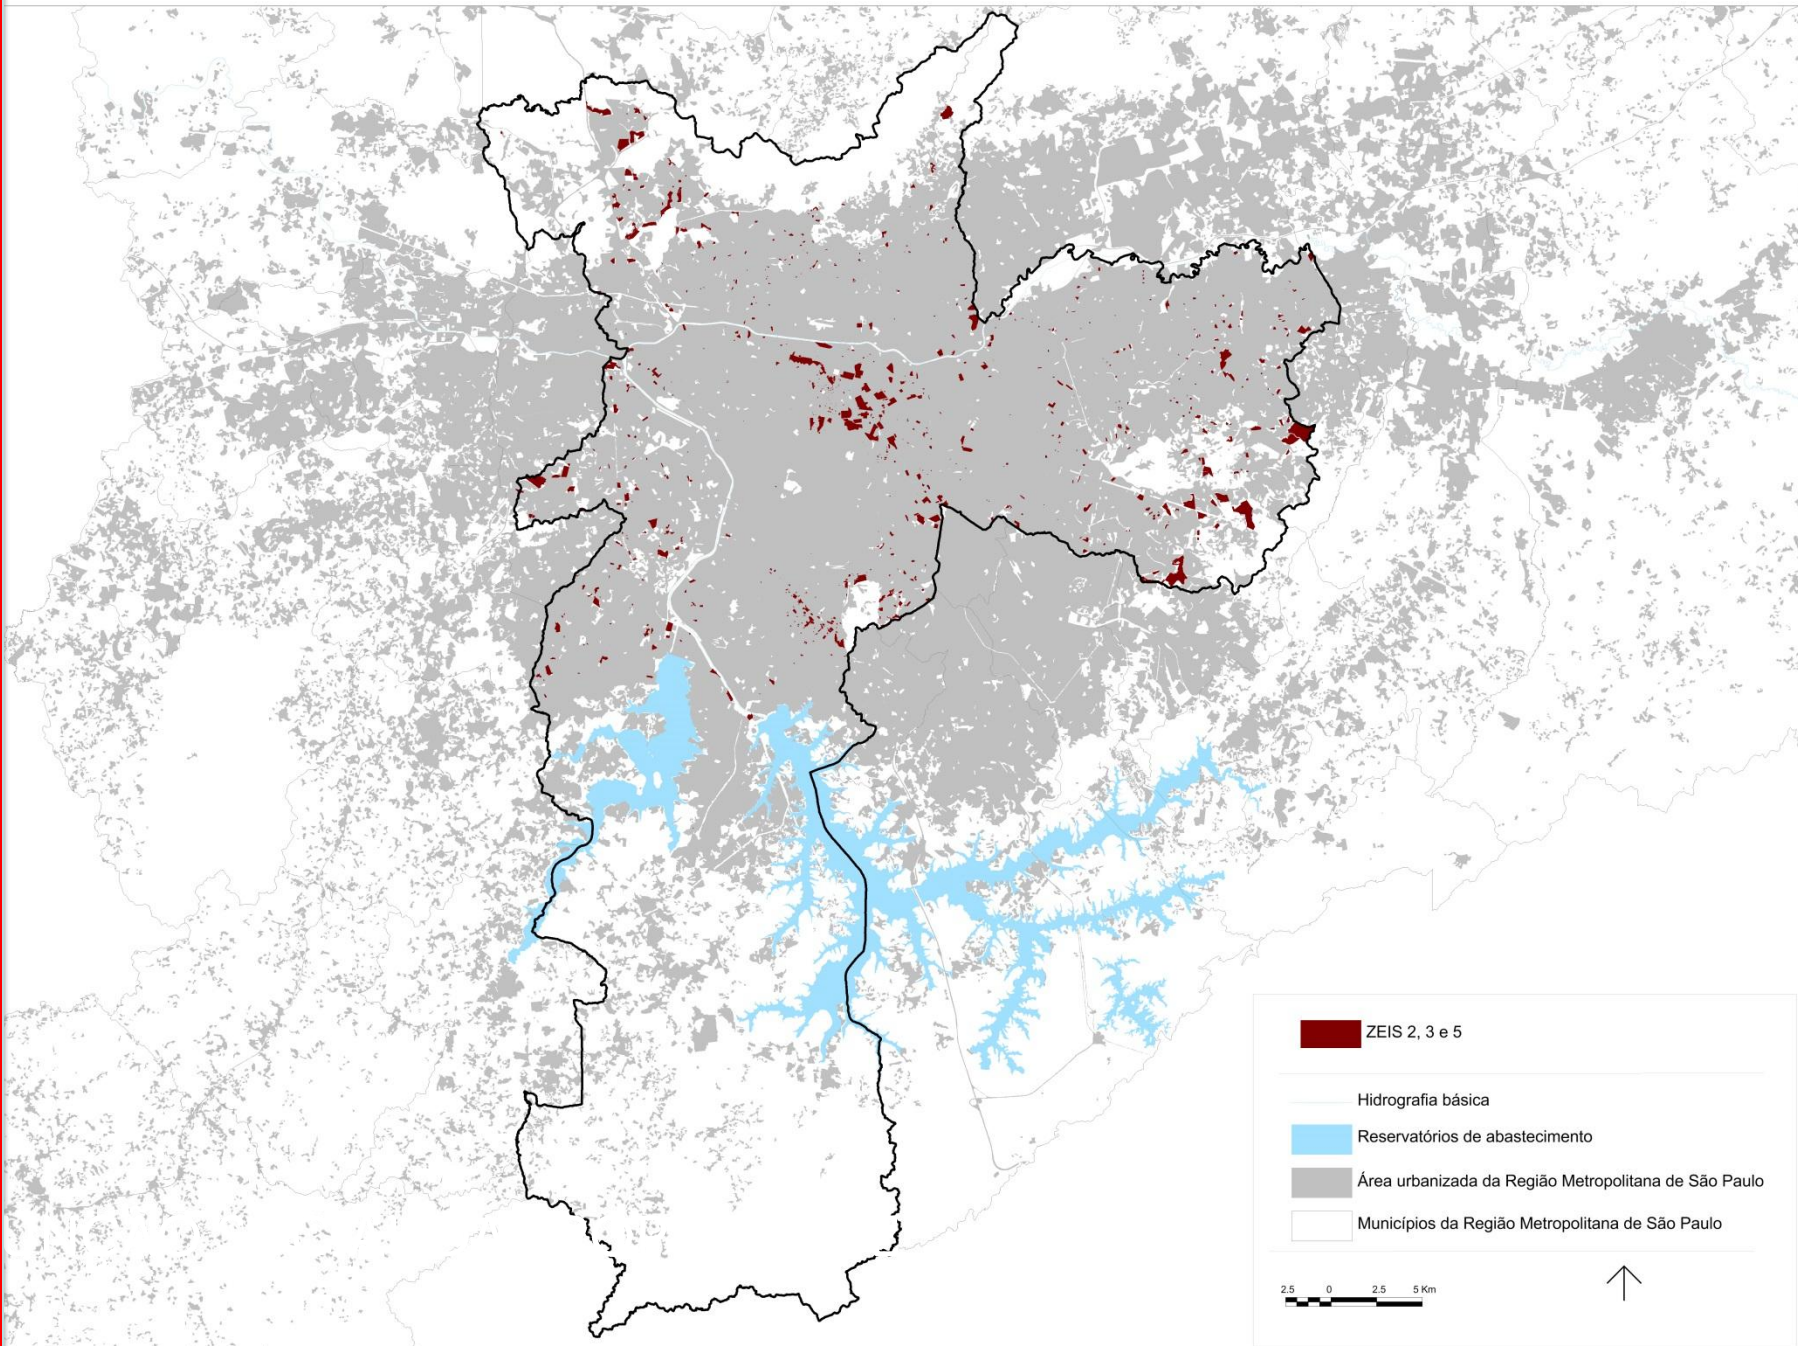 ZEIS 2, 3 e 5
Hidrografia básica
Reservatórios de abastecimento
Área urbanizada da Região Metropolitana de São Paulo
Municípios da Região Metropolitana de São Paulo
2.5 0 2.5 5 Km